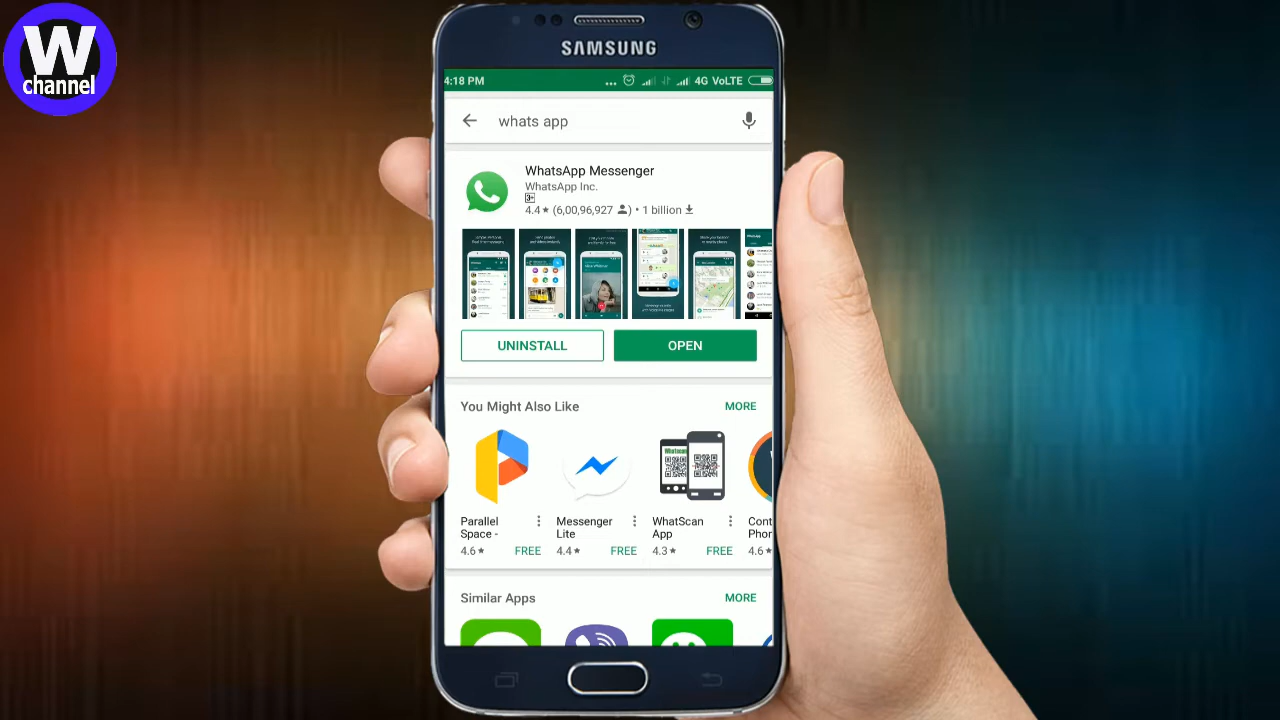 W
channel
SAMSUNG
4:18 PM
4G VoLTE
whats app
WhatsApp Messenger
WhatsApp Inc.
3+
4.4★ (6,00,96,927) • 1 billion
UNINSTALL
OPEN
You Might Also Like
MORE
Parallel
Space -
4.6★ FREE
Messenger
Lite
4.4★ FREE
WhatScan
App
4.3★ FREE
Cont
Phor
4.6★
Similar Apps
MORE